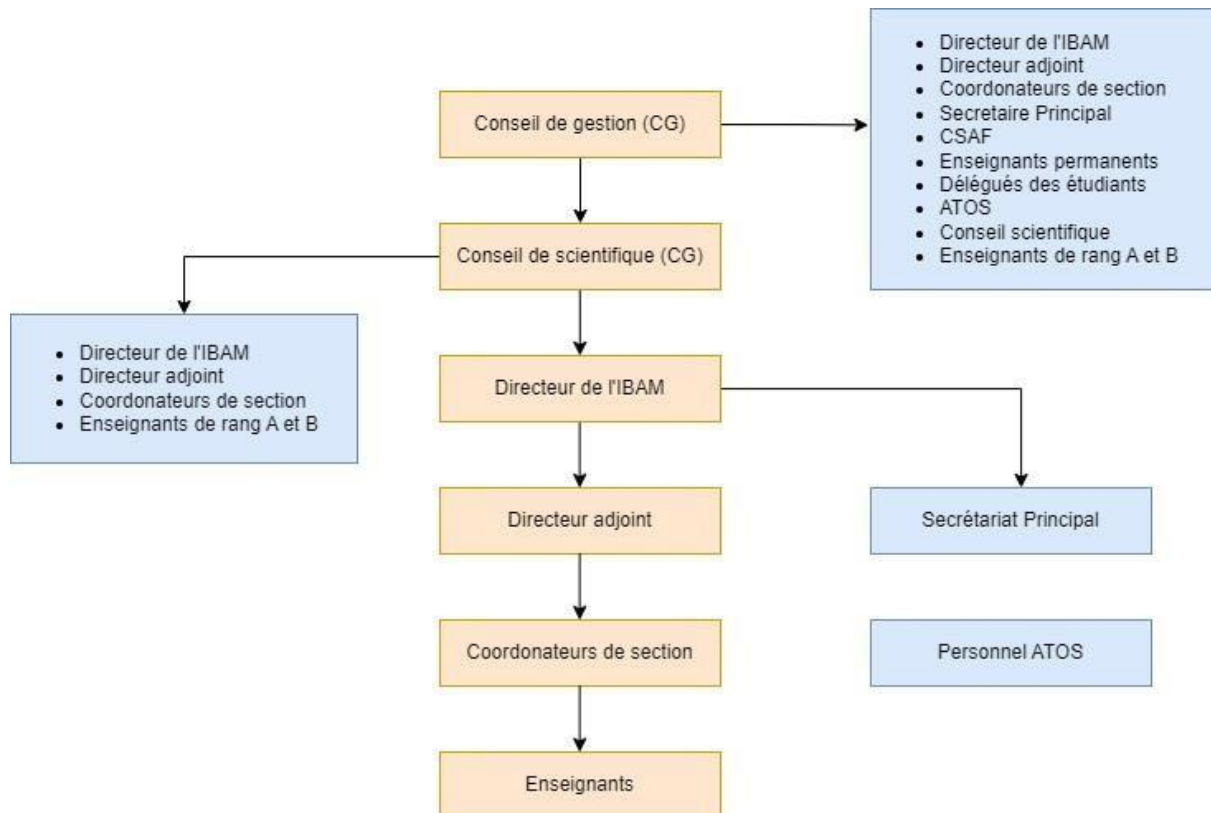 Directeur de l'IBAM
Directeur adjoint
Coordonateurs de section
Secretaire Principal
CSAF
Enseignants permanents
Délégués des étudiants
ATOS
Conseil scientifique
Enseignants de rang A et B
Conseil de gestion (CG)
Conseil de scientifique (CG)
Directeur de l'IBAM
Directeur adjoint
Coordonateurs de section
Enseignants de rang A et B
Directeur de l'IBAM
Directeur adjoint
Secrétariat Principal
Coordonateurs de section
Personnel ATOS
Enseignants